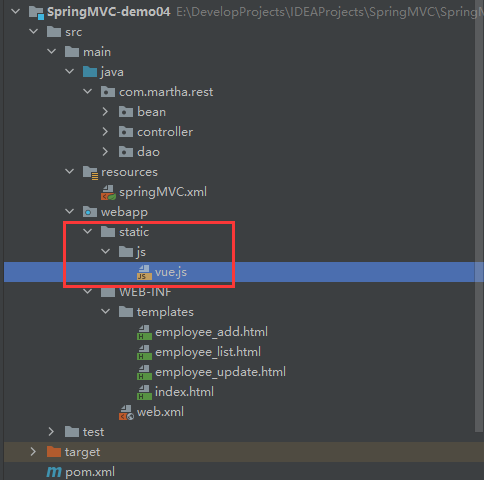 SpringMVC-demo04 E:\DevelopProjects\IDEAProjects\SpringMVC\SpringM
src
main
java
com.martha.rest
bean
controller
dao
resources
springMVC.xml
webapp
static
js
vue.js
WEB-INF
templates
employee_add.html
employee_list.html
employee_update.html
index.html
web.xml
test
target
pom.xml